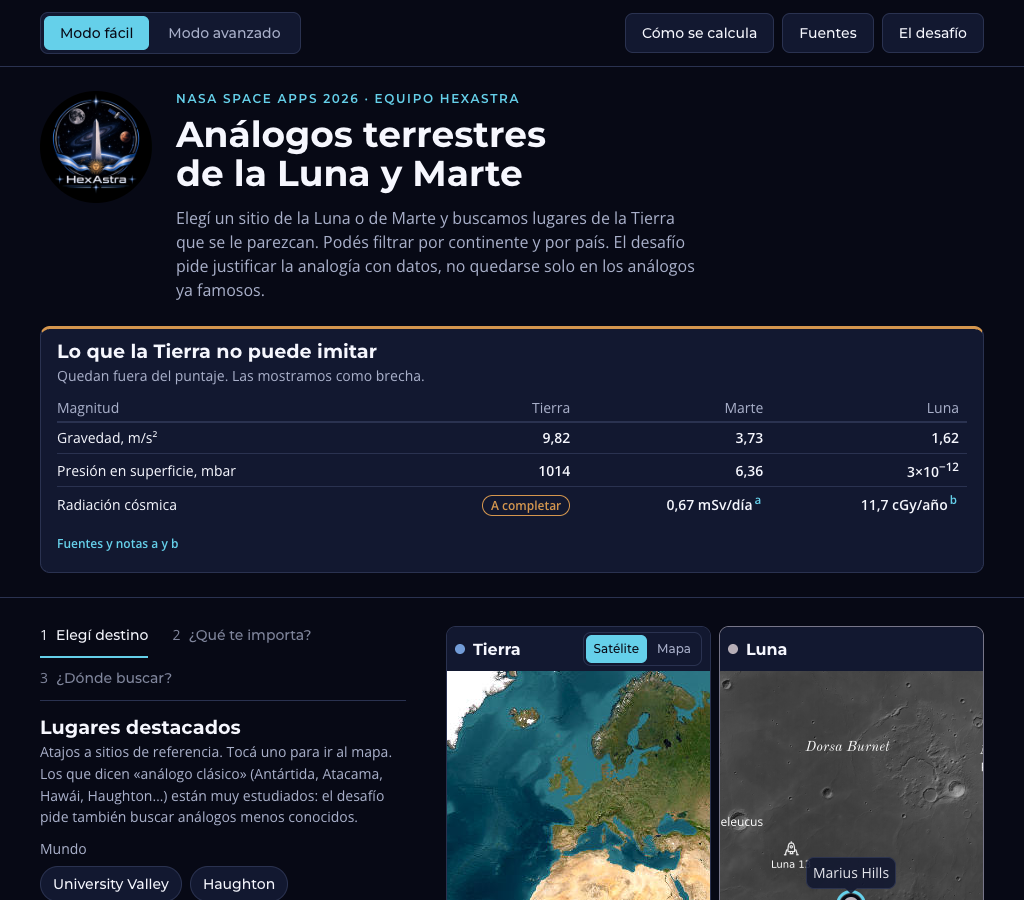 Modo fácil Modo avanzado Cómo se calcula Fuentes El desafío
HexAstra
NASA SPACE APPS 2026 · EQUIPO HEXASTRA
Análogos terrestres
de la Luna y Marte
Elegí un sitio de la Luna o de Marte y buscamos lugares de la Tierra
que se le parezcan. Podés filtrar por continente y por país. El desafío
pide justificar la analogía con datos, no quedarse solo en los análogos
ya famosos.
Lo que la Tierra no puede imitar
Quedan fuera del puntaje. Las mostramos como brecha.
Magnitud Tierra Marte Luna
Gravedad, m/s² 9,82 3,73 1,62
Presión en superficie, mbar 1014 6,36 3×10⁻¹²
Radiación cósmica A completar 0,67 mSv/día a 11,7 cGy/año b
Fuentes y notas a y b
1 Elegí destino 2 ¿Qué te importa?
3 ¿Dónde buscar?
Lugares destacados
Atajos a sitios de referencia. Tocá uno para ir al mapa.
Los que dicen «análogo clásico» (Antártida, Atacama,
Hawái, Haughton…) están muy estudiados: el desafío
pide también buscar análogos menos conocidos.
Mundo
University Valley Haughton
Tierra Satélite Mapa
Luna
Dorsa Burnet
eleucus
Luna 1
Marius Hills